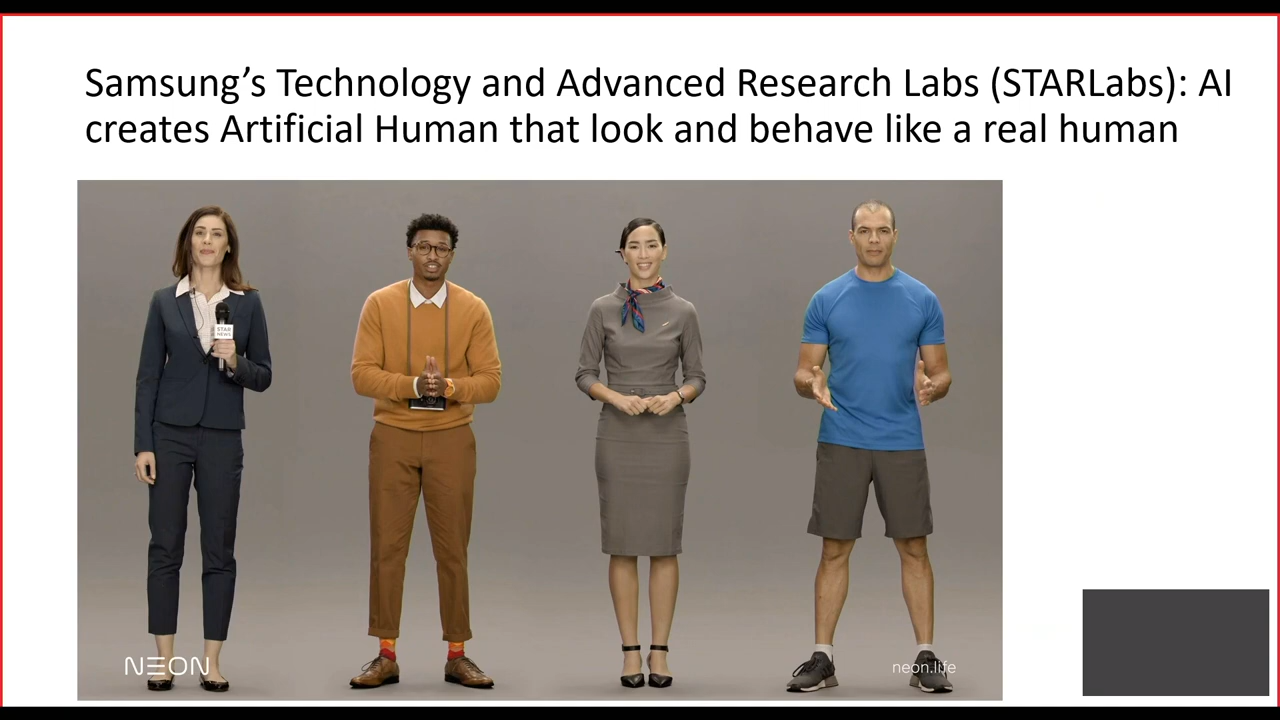 Samsung’s Technology and Advanced Research Labs (STARLabs): AI
creates Artificial Human that look and behave like a real human
STAR
NEWS
NEON
neon.life